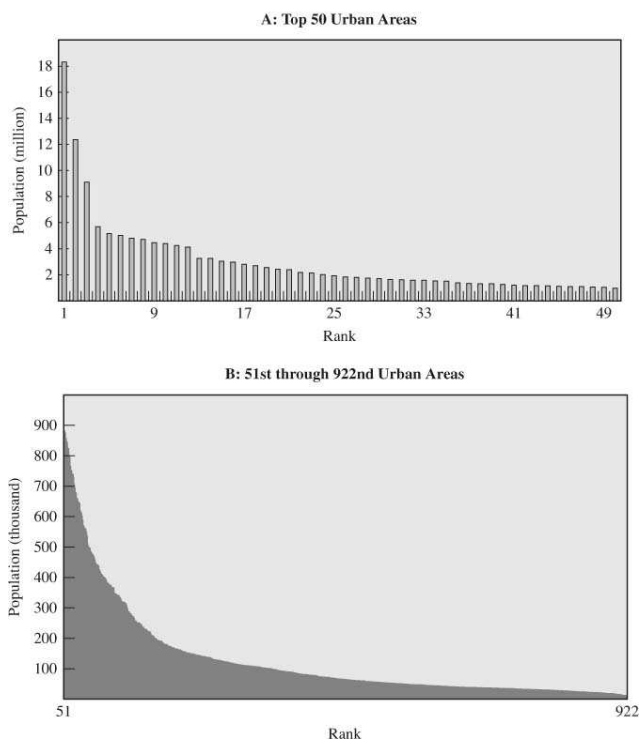 A: Top 50 Urban Areas
18
16
14
12
10
8
6
4
2
Population (million)
1 9 17 25 33 41 49
Rank
B: 51st through 922nd Urban Areas
900
800
700
600
500
400
300
200
100
Population (thousand)
51 922
Rank